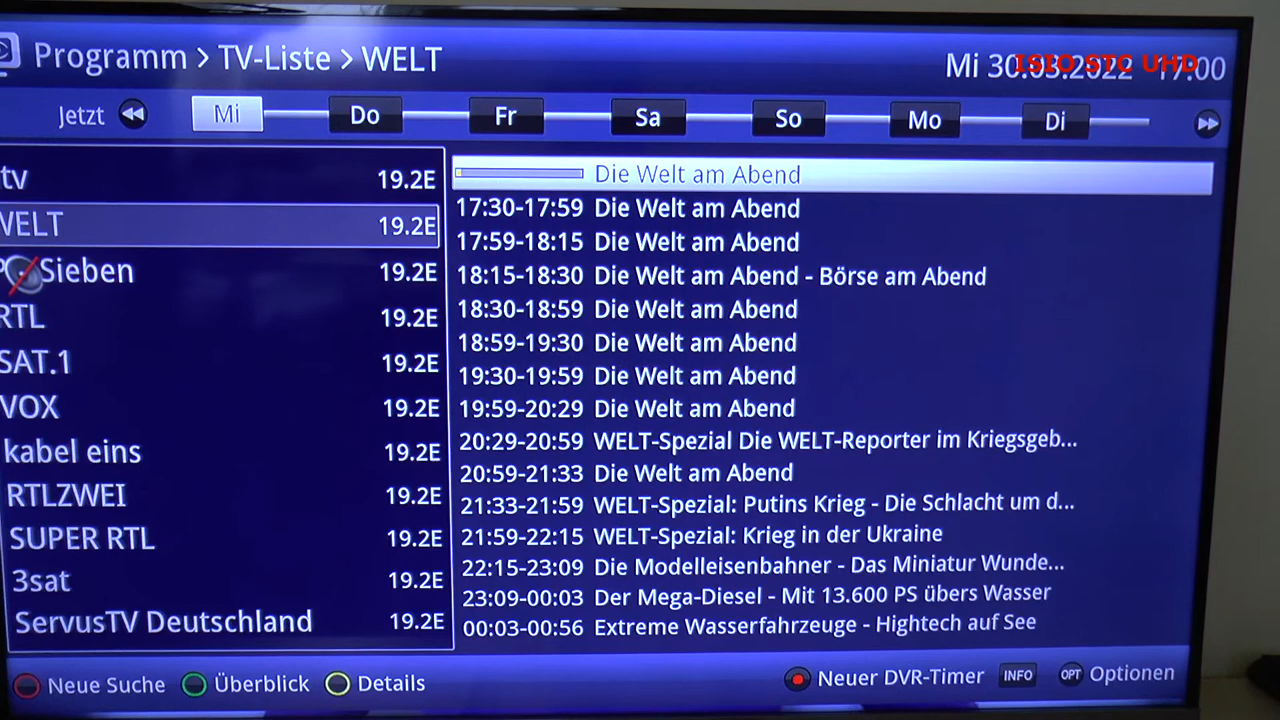 Programm > TV-Liste > WELT
Mi 30.03.2022 17:00
ISIO STC UHD
Jetzt Mi Do Fr Sa So Mo Di
tv 19.2E
WELT 19.2E
Sieben 19.2E
RTL 19.2E
SAT.1 19.2E
VOX 19.2E
kabel eins 19.2E
RTLZWEI 19.2E
SUPER RTL 19.2E
3sat 19.2E
ServusTV Deutschland 19.2E
Die Welt am Abend
17:30-17:59 Die Welt am Abend
17:59-18:15 Die Welt am Abend
18:15-18:30 Die Welt am Abend - Börse am Abend
18:30-18:59 Die Welt am Abend
18:59-19:30 Die Welt am Abend
19:30-19:59 Die Welt am Abend
19:59-20:29 Die Welt am Abend
20:29-20:59 WELT-Spezial Die WELT-Reporter im Kriegsgeb...
20:59-21:33 Die Welt am Abend
21:33-21:59 WELT-Spezial: Putins Krieg - Die Schlacht um d...
21:59-22:15 WELT-Spezial: Krieg in der Ukraine
22:15-23:09 Die Modelleisenbahner - Das Miniatur Wunde...
23:09-00:03 Der Mega-Diesel - Mit 13.600 PS übers Wasser
00:03-00:56 Extreme Wasserfahrzeuge - Hightech auf See
Neue Suche Überblick Details Neuer DVR-Timer INFO OPT Optionen